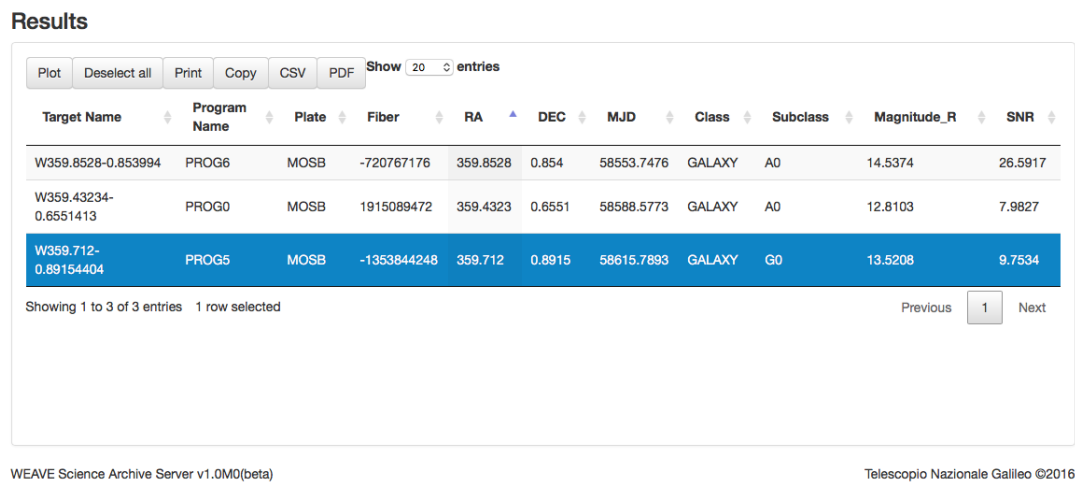 Results
Plot Deselect all Print Copy CSV PDF Show 20 entries
Target Name Program Name Plate Fiber RA DEC MJD Class Subclass Magnitude_R SNR
W359.8528-0.853994 PROG6 MOSB -720767176 359.8528 0.854 58553.7476 GALAXY A0 14.5374 26.5917
W359.43234-
0.6551413 PROG0 MOSB 1915089472 359.4323 0.6551 58588.5773 GALAXY A0 12.8103 7.9827
W359.712-
0.89154404 PROG5 MOSB -1353844248 359.712 0.8915 58615.7893 GALAXY G0 13.5208 9.7534
Showing 1 to 3 of 3 entries 1 row selected Previous 1 Next
WEAVE Science Archive Server v1.0M0(beta) Telescopio Nazionale Galileo ©2016